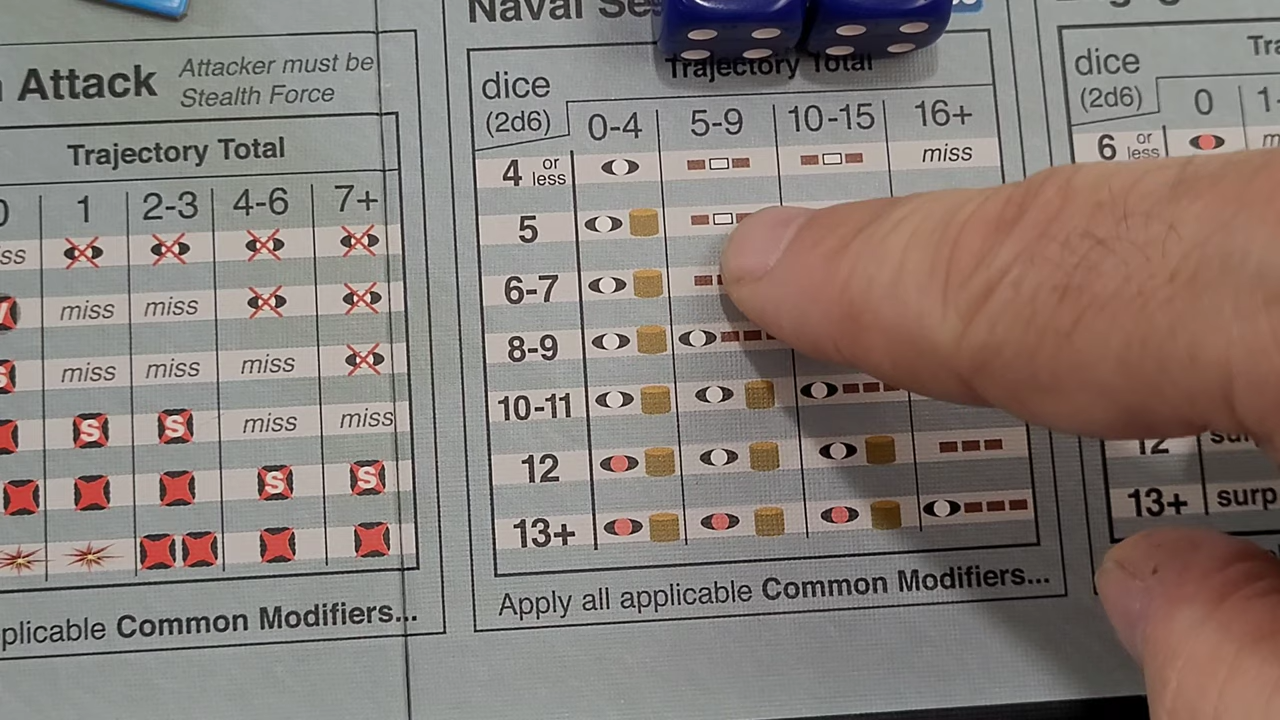 Attack Attacker must be
Stealth Force
Trajectory Total
1 2-3 4-6 7+
miss miss
miss miss miss
S S miss miss
S S
Common Modifiers...
Naval
dice Trajectory Total
(2d6) 0-4 5-9 10-15 16+
4 or less miss
5
6-7
8-9
10-11
12
13+
Apply all applicable Common Modifiers...
dice
(2d6) 0
6 or less
12
13+ surp